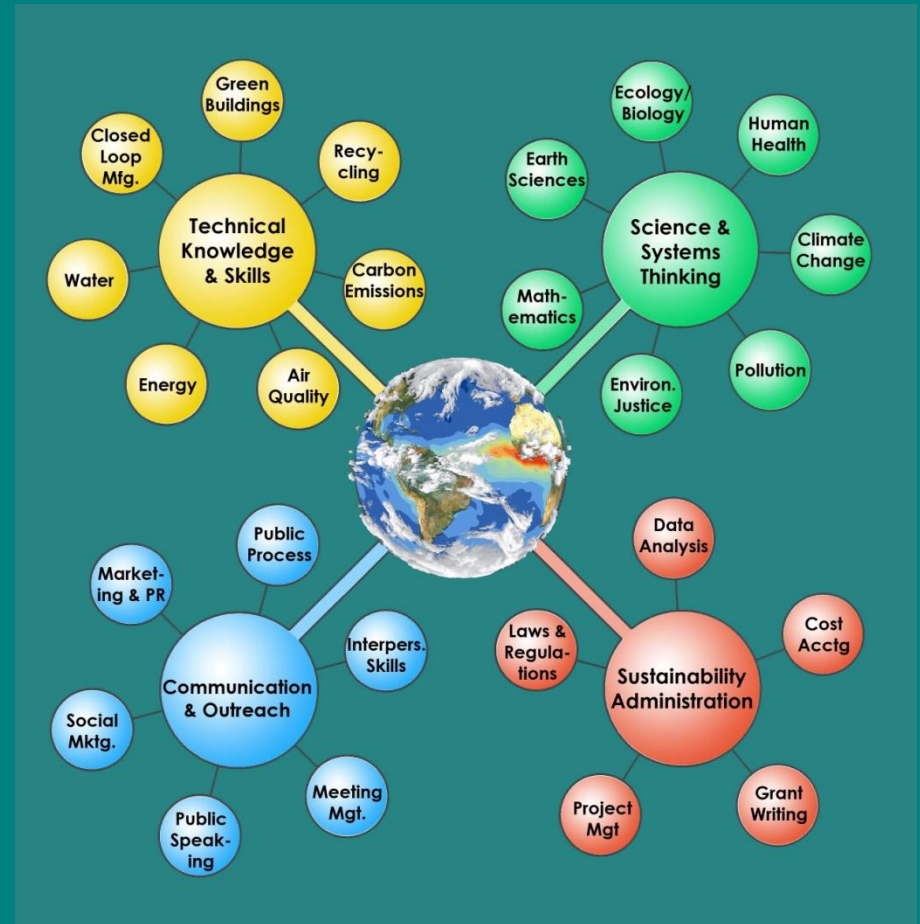 Green
Buildings
Closed
Loop
Mfg.
Recy-
cling
Technical
Knowledge
& Skills
Water
Carbon
Emissions
Energy
Air
Quality
Ecology/
Biology
Human
Health
Earth
Sciences
Science &
Systems
Thinking
Climate
Change
Math-
ematics
Environ.
Justice
Pollution
Public
Process
Market-
ing & PR
Interpers.
Skills
Communication
& Outreach
Social
Mktg.
Meeting
Mgt.
Public
Speak-
ing
Data
Analysis
Cost
Acctg
Laws &
Regula-
tions
Sustainability
Administration
Project
Mgt
Grant
Writing